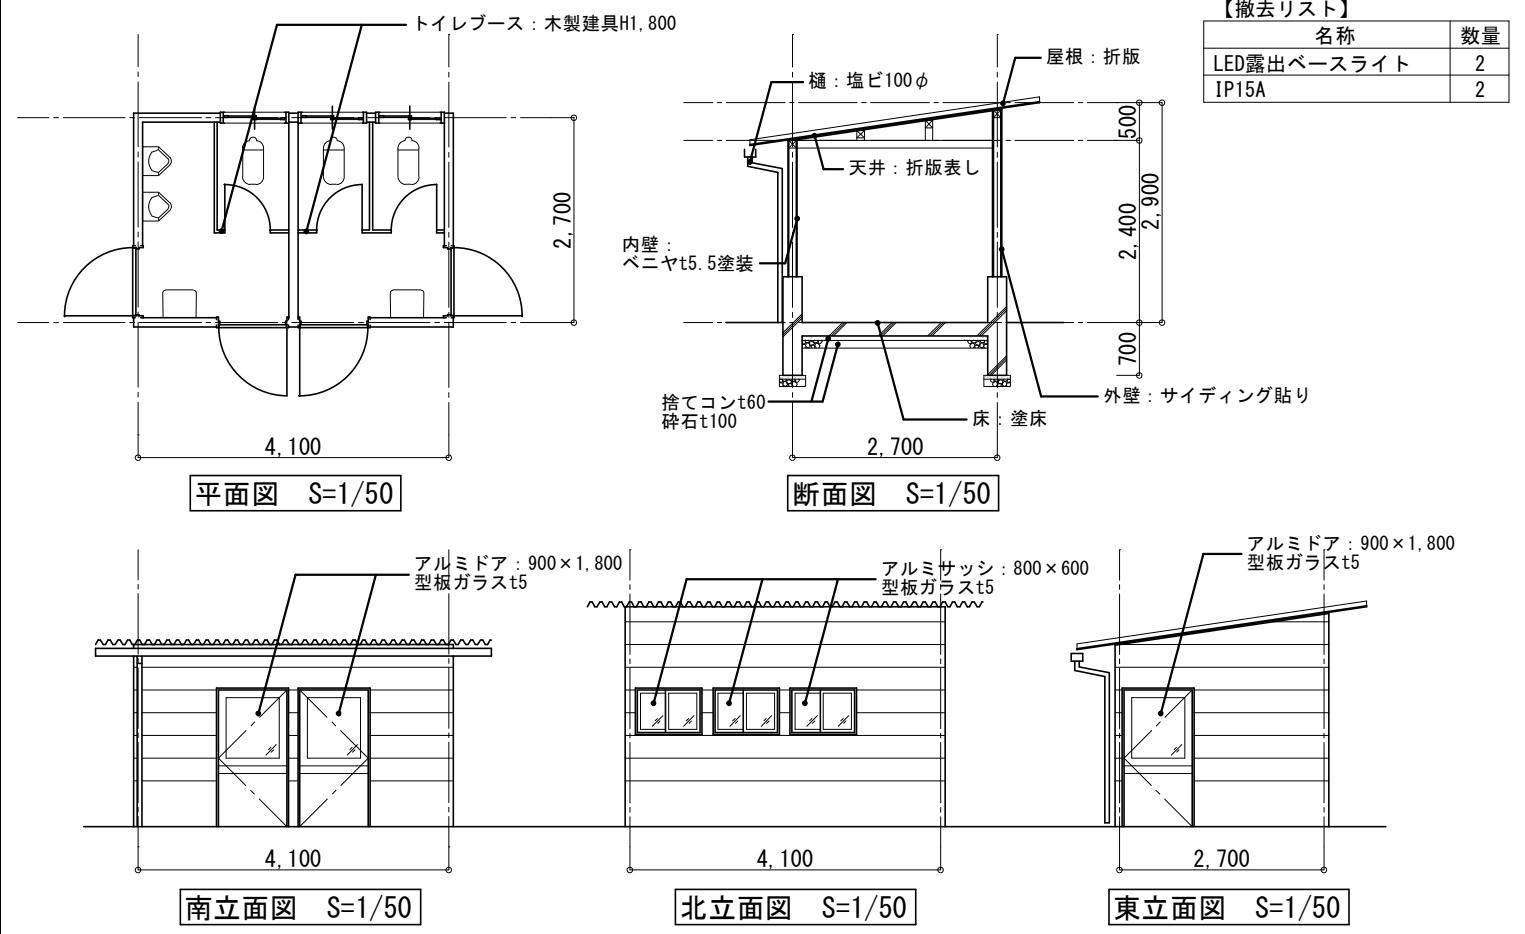 トイレブース：木製建具H1,800
2,700
4,100
平面図　S=1/50
樋：塩ビ100φ
屋根：折版
天井：折版表し
内壁：
ベニヤt5.5塗装
500
2,400
2,900
700
捨てコンt60
砕石t100
床：塗床
外壁：サイディング貼り
2,700
断面図　S=1/50
【撤去リスト】
名称 数量
LED露出ベースライト 2
IP15A 2
アルミドア：900×1,800
型板ガラスt5
4,100
南立面図　S=1/50
アルミサッシ：800×600
型板ガラスt5
4,100
北立面図　S=1/50
アルミドア：900×1,800
型板ガラスt5
2,700
東立面図　S=1/50